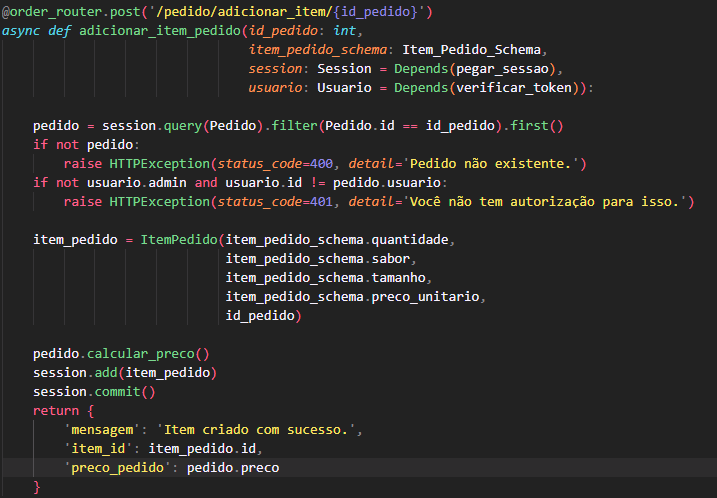 @order_router.post('/pedido/adicionar_item/{id_pedido}')
async def adicionar_item_pedido(id_pedido: int,
                                item_pedido_schema: Item_Pedido_Schema,
                                session: Session = Depends(pegar_sessao),
                                usuario: Usuario = Depends(verificar_token)):

    pedido = session.query(Pedido).filter(Pedido.id == id_pedido).first()
    if not pedido:
        raise HTTPException(status_code=400, detail='Pedido não existente.')
    if not usuario.admin and usuario.id != pedido.usuario:
        raise HTTPException(status_code=401, detail='Você não tem autorização para isso.')

    item_pedido = ItemPedido(item_pedido_schema.quantidade,
                             item_pedido_schema.sabor,
                             item_pedido_schema.tamanho,
                             item_pedido_schema.preco_unitario,
                             id_pedido)

    pedido.calcular_preco()
    session.add(item_pedido)
    session.commit()
    return {
        'mensagem': 'Item criado com sucesso.',
        'item_id': item_pedido.id,
        'preco_pedido': pedido.preco
    }